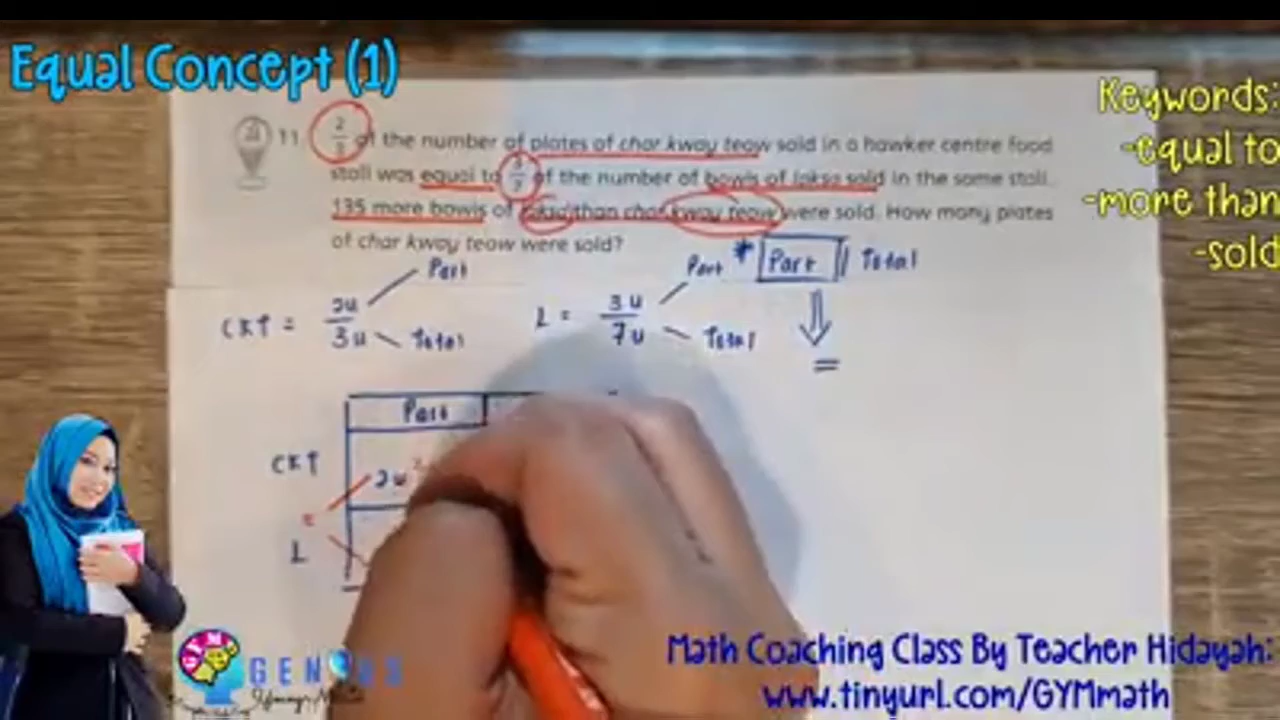 Equal Concept (1)
Keywords:
-equal to
-more than
-sold
11 2/3 of the number of plates of char kway teow sold in a hawker centre food
stall was equal to 3/7 of the number of bowls of laksa sold in the same stall.
135 more bowls of laksa than char kway teow were sold. How many plates
of char kway teow were sold?
Part
Part * Part || Total
CKT = 2u/3u Total
L = 3u/7u Total
=
Part
CKT
2u
=
L
GYM
GENIUS
Math Coaching Class By Teacher Hidayah:
www.tinyurl.com/GYMmath